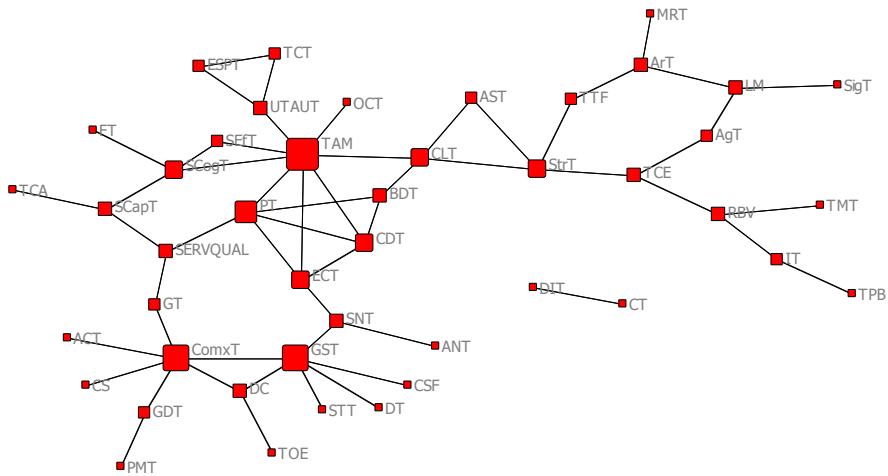 MRT
TCT
ESPT
ArT
LM
SigT
AST
TTF
OCT
UTAUT
FT
SEfT
TAM
AgT
CLT
SCogT
StrT
TCE
TCA
BDT
SCapT
PT
RBV
TMT
CDT
SERVQUAL
IT
ECT
DIT
TPB
GT
CT
SNT
ACT
ANT
ComxT
GST
CS
DC
CSF
GDT
STT
DT
TOE
PMT